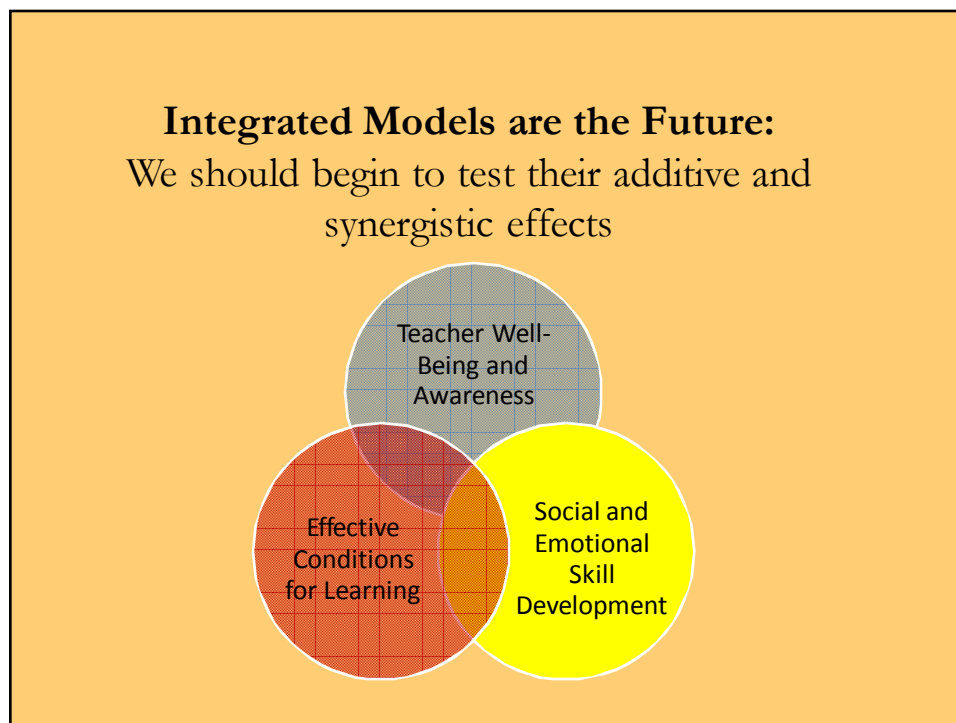 Integrated Models are the Future:
We should begin to test their additive and
synergistic effects
Teacher Well-
Being and
Awareness
Effective
Conditions
for Learning
Social and
Emotional
Skill
Development